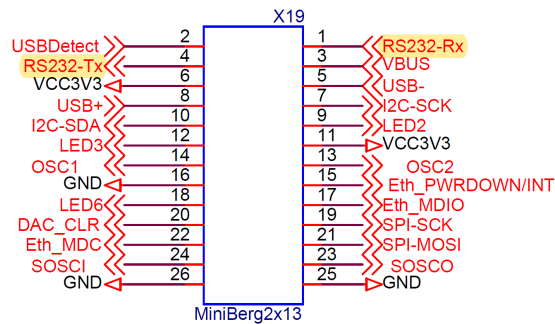 X19
USBDetect 2 1 RS232-Rx
RS232-Tx 4 3 VBUS
VCC3V3 6 5 USB-
USB+ 8 7 I2C-SCK
I2C-SDA 10 9 LED2
LED3 12 11 VCC3V3
OSC1 14 13 OSC2
GND 16 15 Eth_PWRDOWN/INT
LED6 18 17 Eth_MDIO
DAC_CLR 20 19 SPI-SCK
Eth_MDC 22 21 SPI-MOSI
SOSCI 24 23 SOSCO
GND 26 25 GND
MiniBerg2x13